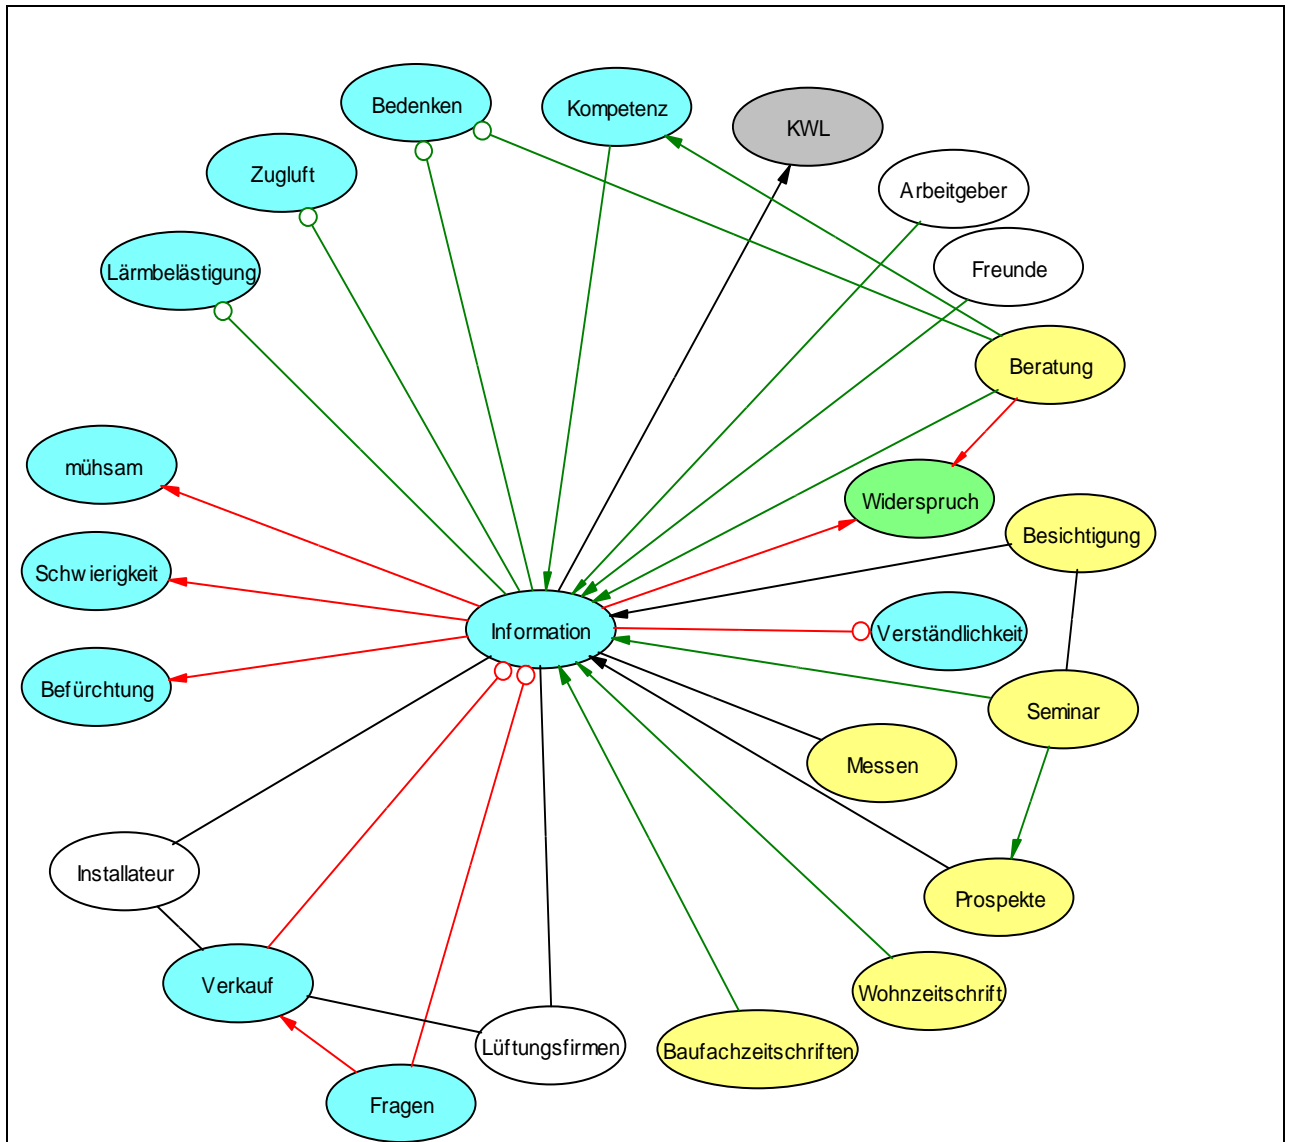 Bedenken
Kompetenz
KWL
Zugluft
Arbeitgeber
Lärmbelästigung
Freunde
Beratung
mühsam
Widerspruch
Besichtigung
Schwierigkeit
Information
Verständlichkeit
Befürchtung
Seminar
Messen
Installateur
Prospekte
Verkauf
Wohnzeitschrift
Lüftungsfirmen
Baufachzeitschriften
Fragen